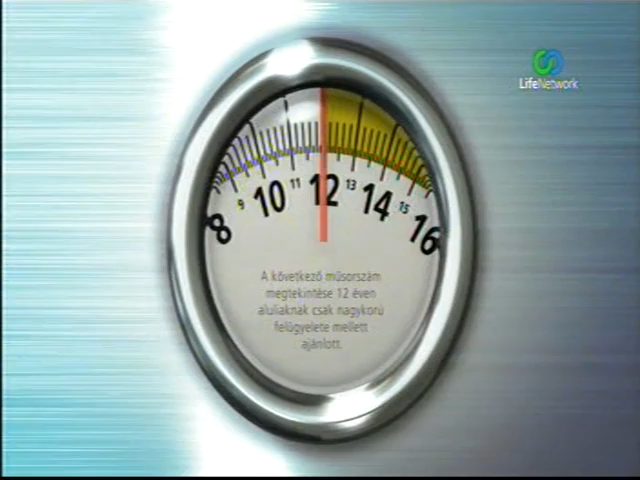 LifeNetwork
8 9 10 11 12 13 14 15 16
A következő műsorszám
megtekintése 12 éven
aluliaknak csak nagykorú
felügyelete mellett
ajánlott.